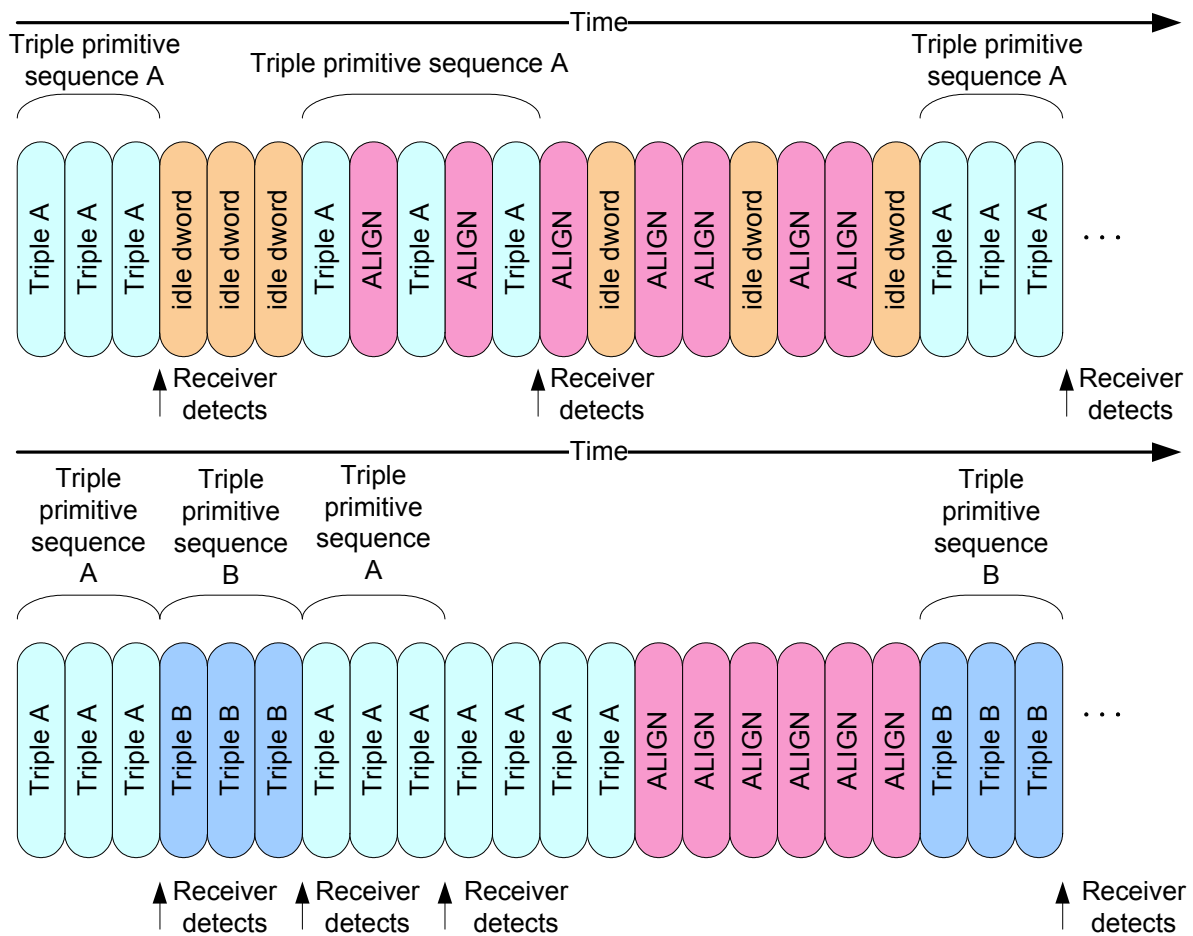 Time
Triple primitive
sequence A
Triple primitive sequence A
Triple primitive
sequence A
Triple A
Triple A
Triple A
idle dword
idle dword
idle dword
Triple A
ALIGN
Triple A
ALIGN
Triple A
ALIGN
idle dword
ALIGN
ALIGN
idle dword
ALIGN
ALIGN
idle dword
Triple A
Triple A
Triple A
. . .
Receiver
detects
Receiver
detects
Receiver
detects
Time
Triple
primitive
sequence
A
Triple
primitive
sequence
B
Triple
primitive
sequence
A
Triple
primitive
sequence
B
Triple A
Triple A
Triple A
Triple B
Triple B
Triple B
Triple A
Triple A
Triple A
Triple A
Triple A
Triple A
Triple A
ALIGN
ALIGN
ALIGN
ALIGN
ALIGN
ALIGN
Triple B
Triple B
Triple B
. . .
Receiver
detects
Receiver
detects
Receiver
detects
Receiver
detects